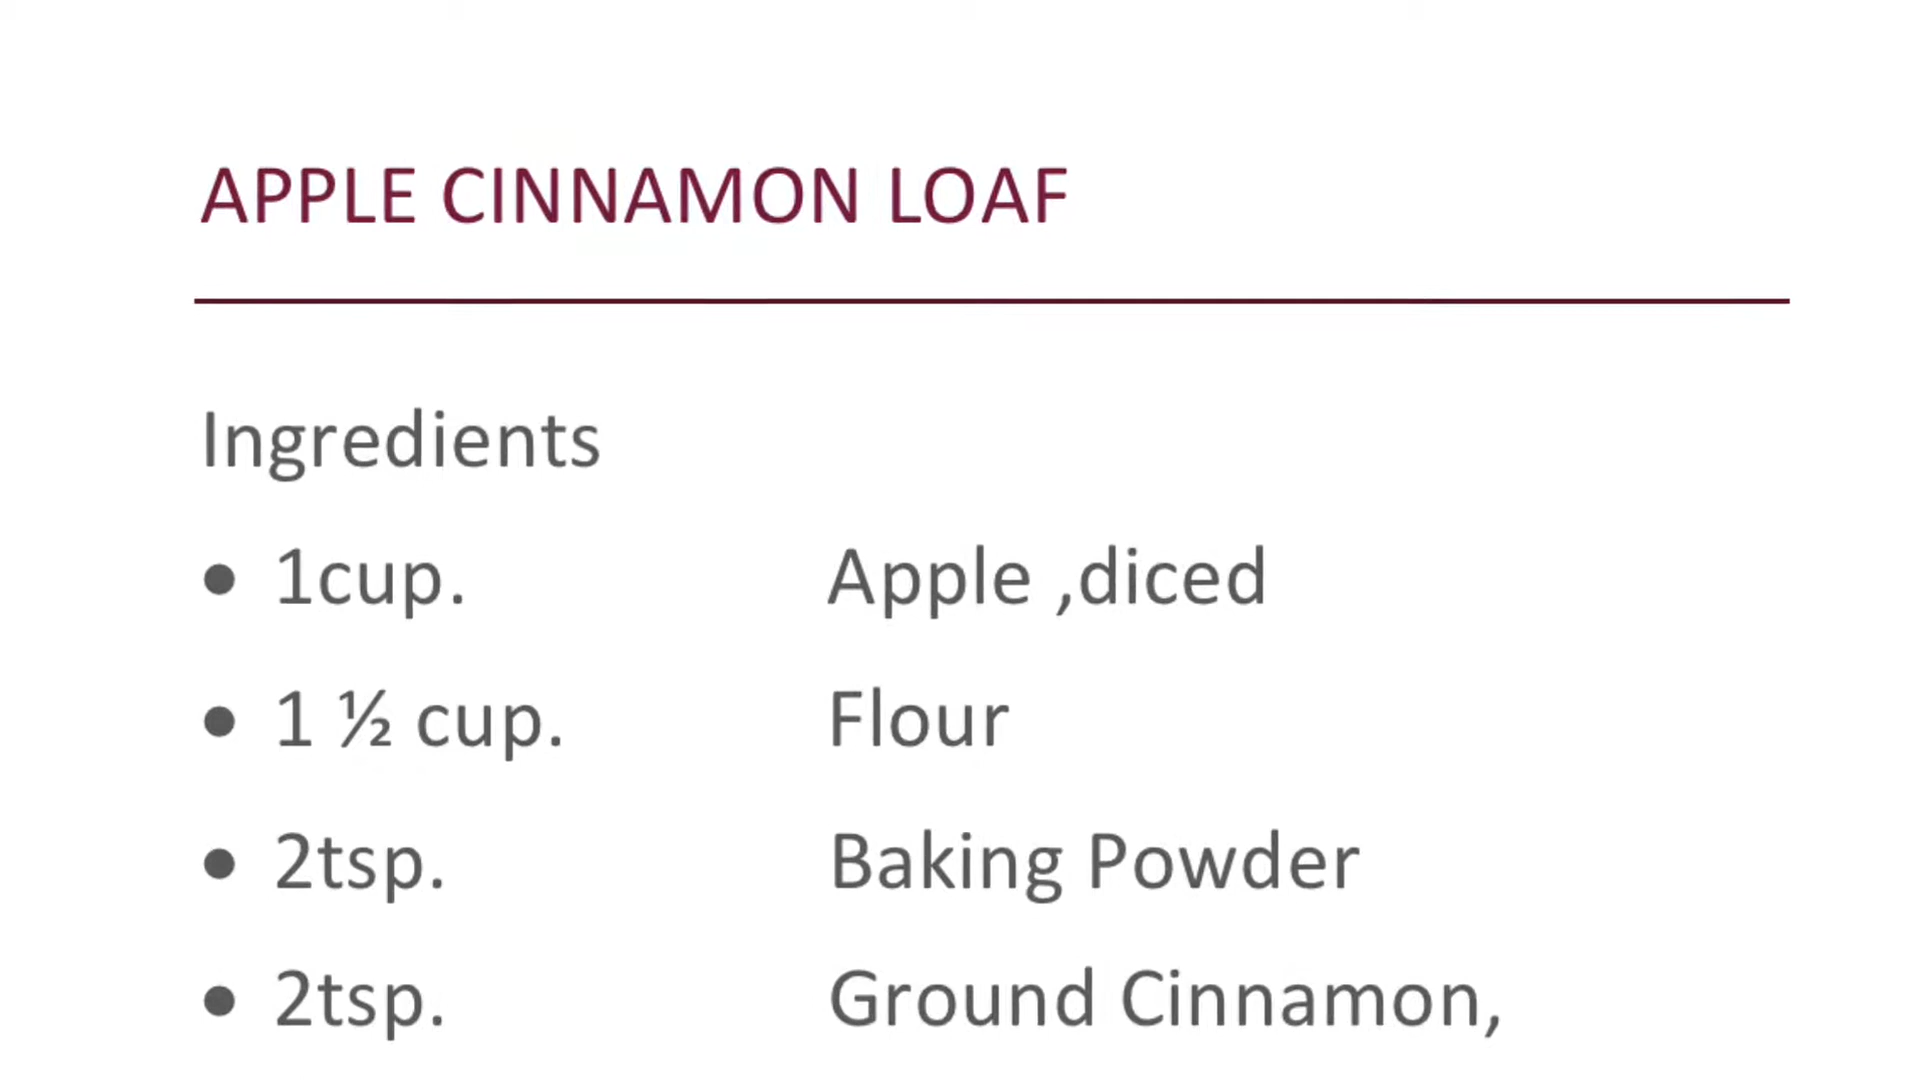 APPLE CINNAMON LOAF
Ingredients
• 1cup. Apple ,diced
• 1 ½ cup. Flour
• 2tsp. Baking Powder
• 2tsp. Ground Cinnamon,